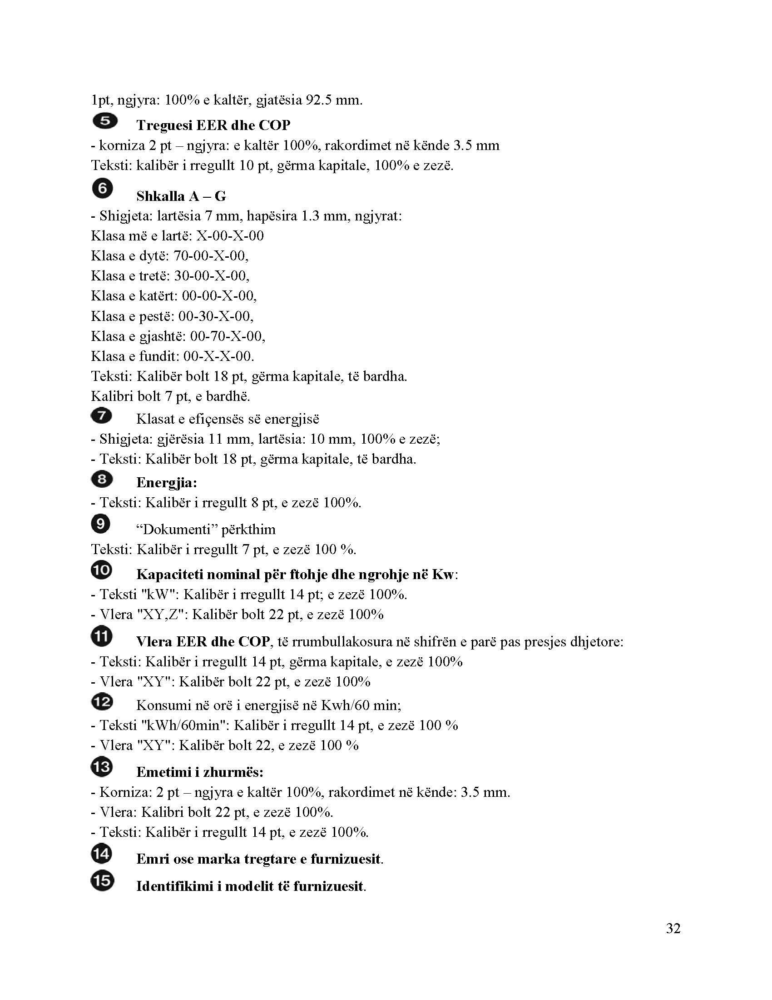 1pt, ngjyra: 100% e kaltër, gjatësia 92.5 mm.
5 Treguesi EER dhe COP
- korniza 2 pt – ngjyra: e kaltër 100%, rakordimet në kënde 3.5 mm
Teksti: kalibër i rregullt 10 pt, gërma kapitale, 100% e zezë.
6 Shkalla A – G
- Shigjeta: lartësia 7 mm, hapësira 1.3 mm, ngjyrat:
Klasa më e lartë: X-00-X-00
Klasa e dytë: 70-00-X-00,
Klasa e tretë: 30-00-X-00,
Klasa e katërt: 00-00-X-00,
Klasa e pestë: 00-30-X-00,
Klasa e gjashtë: 00-70-X-00,
Klasa e fundit: 00-X-X-00.
Teksti: Kalibër bolt 18 pt, gërma kapitale, të bardha.
Kalibri bolt 7 pt, e bardhë.
7 Klasat e efiçensës së energjisë
- Shigjeta: gjërësia 11 mm, lartësia: 10 mm, 100% e zezë;
- Teksti: Kalibër bolt 18 pt, gërma kapitale, të bardha.
8 Energjia:
- Teksti: Kalibër i rregullt 8 pt, e zezë 100%.
9 “Dokumenti” përkthim
Teksti: Kalibër i rregullt 7 pt, e zezë 100 %.
10 Kapaciteti nominal për ftohje dhe ngrohje në Kw:
- Teksti "kW": Kalibër i rregullt 14 pt; e zezë 100%.
- Vlera "XY,Z": Kalibër bolt 22 pt, e zezë 100%
11 Vlera EER dhe COP, të rrumbullakosura në shifrën e parë pas presjes dhjetore:
- Teksti: Kalibër i rregullt 14 pt, gërma kapitale, e zezë 100%
- Vlera "XY": Kalibër bolt 22 pt, e zezë 100%
12 Konsumi në orë i energjisë në Kwh/60 min;
- Teksti "kWh/60min": Kalibër i rregullt 14 pt, e zezë 100 %
- Vlera "XY": Kalibër bolt 22, e zezë 100 %
13 Emetimi i zhurmës:
- Korniza: 2 pt – ngjyra e kaltër 100%, rakordimet në kënde: 3.5 mm.
- Vlera: Kalibri bolt 22 pt, e zezë 100%.
- Teksti: Kalibër i rregullt 14 pt, e zezë 100%.
14 Emri ose marka tregtare e furnizuesit.
15 Identifikimi i modelit të furnizuesit.
32